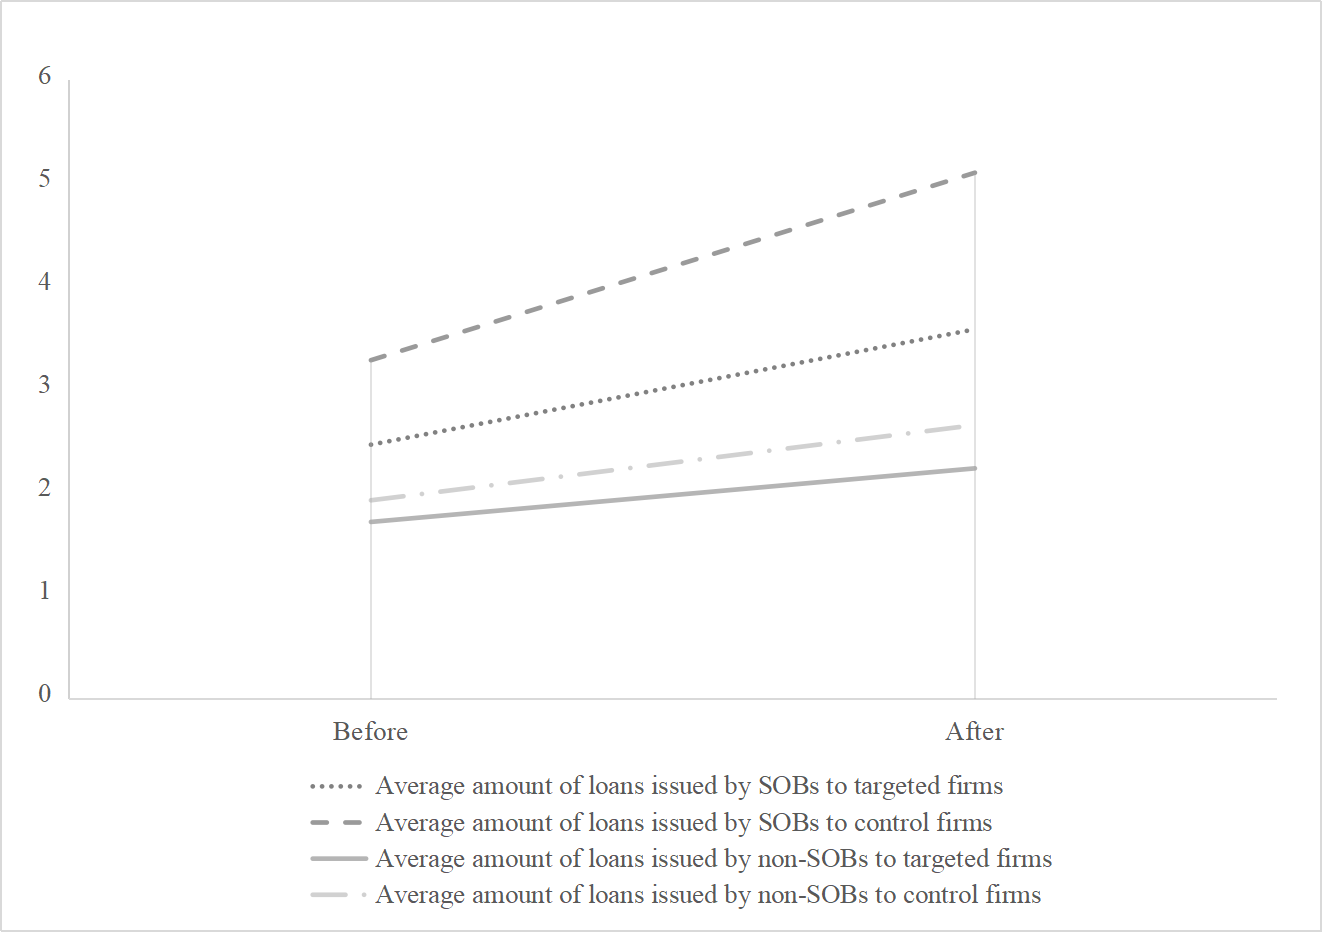 6
5
4
3
2
1
0
Before After
Average amount of loans issued by SOBs to targeted firms
Average amount of loans issued by SOBs to control firms
Average amount of loans issued by non-SOBs to targeted firms
Average amount of loans issued by non-SOBs to control firms